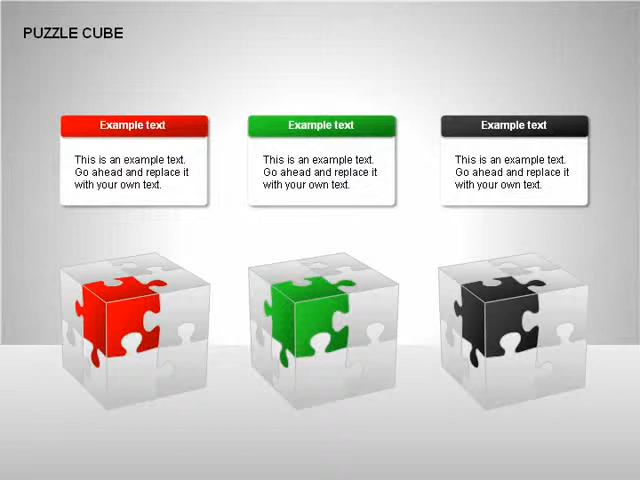 PUZZLE CUBE
Example text
This is an example text.
Go ahead and replace it
with your own text.
Example text
This is an example text.
Go ahead and replace it
with your own text.
Example text
This is an example text.
Go ahead and replace it
with your own text.